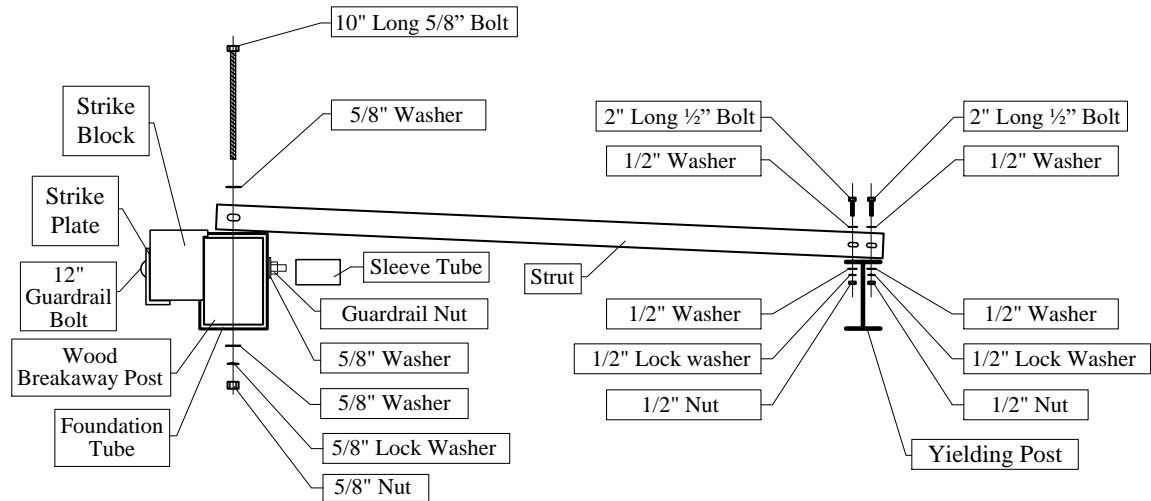 10" Long 5/8” Bolt
Strike
Block
5/8" Washer
2" Long ½” Bolt
2" Long ½” Bolt
1/2" Washer
1/2" Washer
Strike
Plate
12"
Guardrail
Bolt
Sleeve Tube
Strut
Guardrail Nut
1/2" Washer
1/2" Washer
Wood
Breakaway Post
5/8" Washer
1/2" Lock washer
1/2" Lock Washer
5/8" Washer
1/2" Nut
1/2" Nut
Foundation
Tube
5/8" Lock Washer
Yielding Post
5/8" Nut